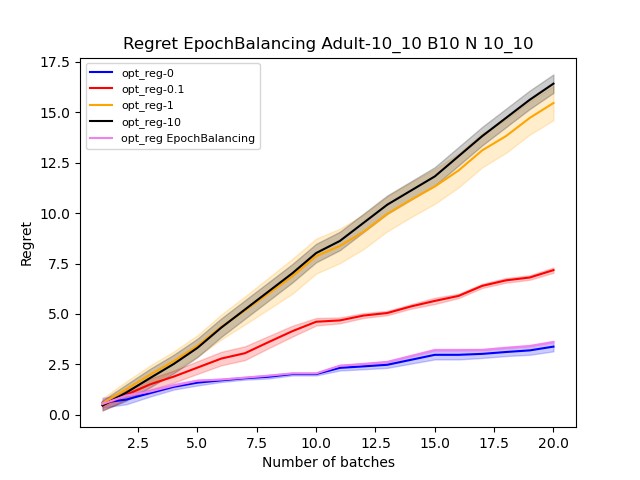 Regret EpochBalancing Adult-10_10 B10 N 10_10
opt_reg-0
opt_reg-0.1
opt_reg-1
opt_reg-10
opt_reg EpochBalancing
Regret
17.5
15.0
12.5
10.0
7.5
5.0
2.5
0.0
2.5 5.0 7.5 10.0 12.5 15.0 17.5 20.0
Number of batches